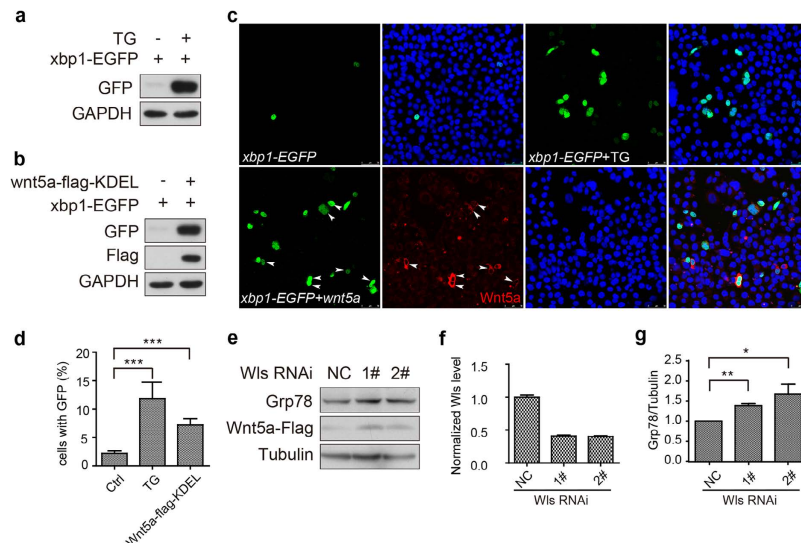 a
TG - +
xbp1-EGFP + +
GFP
GAPDH
b
wnt5a-flag-KDEL - +
xbp1-EGFP + +
GFP
Flag
GAPDH
c
xbp1-EGFP
xbp1-EGFP+TG
xbp1-EGFP+wnt5a
Wnt5a
d
cells with GFP (%)
20
15
10
5
0
***
***
Ctrl
TG
Wnt5a-flag-KDEL
e
Wls RNAi NC 1# 2#
Grp78
Wnt5a-Flag
Tubulin
f
Normalized Wls level
1.5
1.0
0.5
0.0
NC
1#
2#
Wls RNAi
g
Grp78/Tubulin
2.5
2.0
1.5
1.0
0.5
0.0
*
**
NC
1#
2#
Wls RNAi